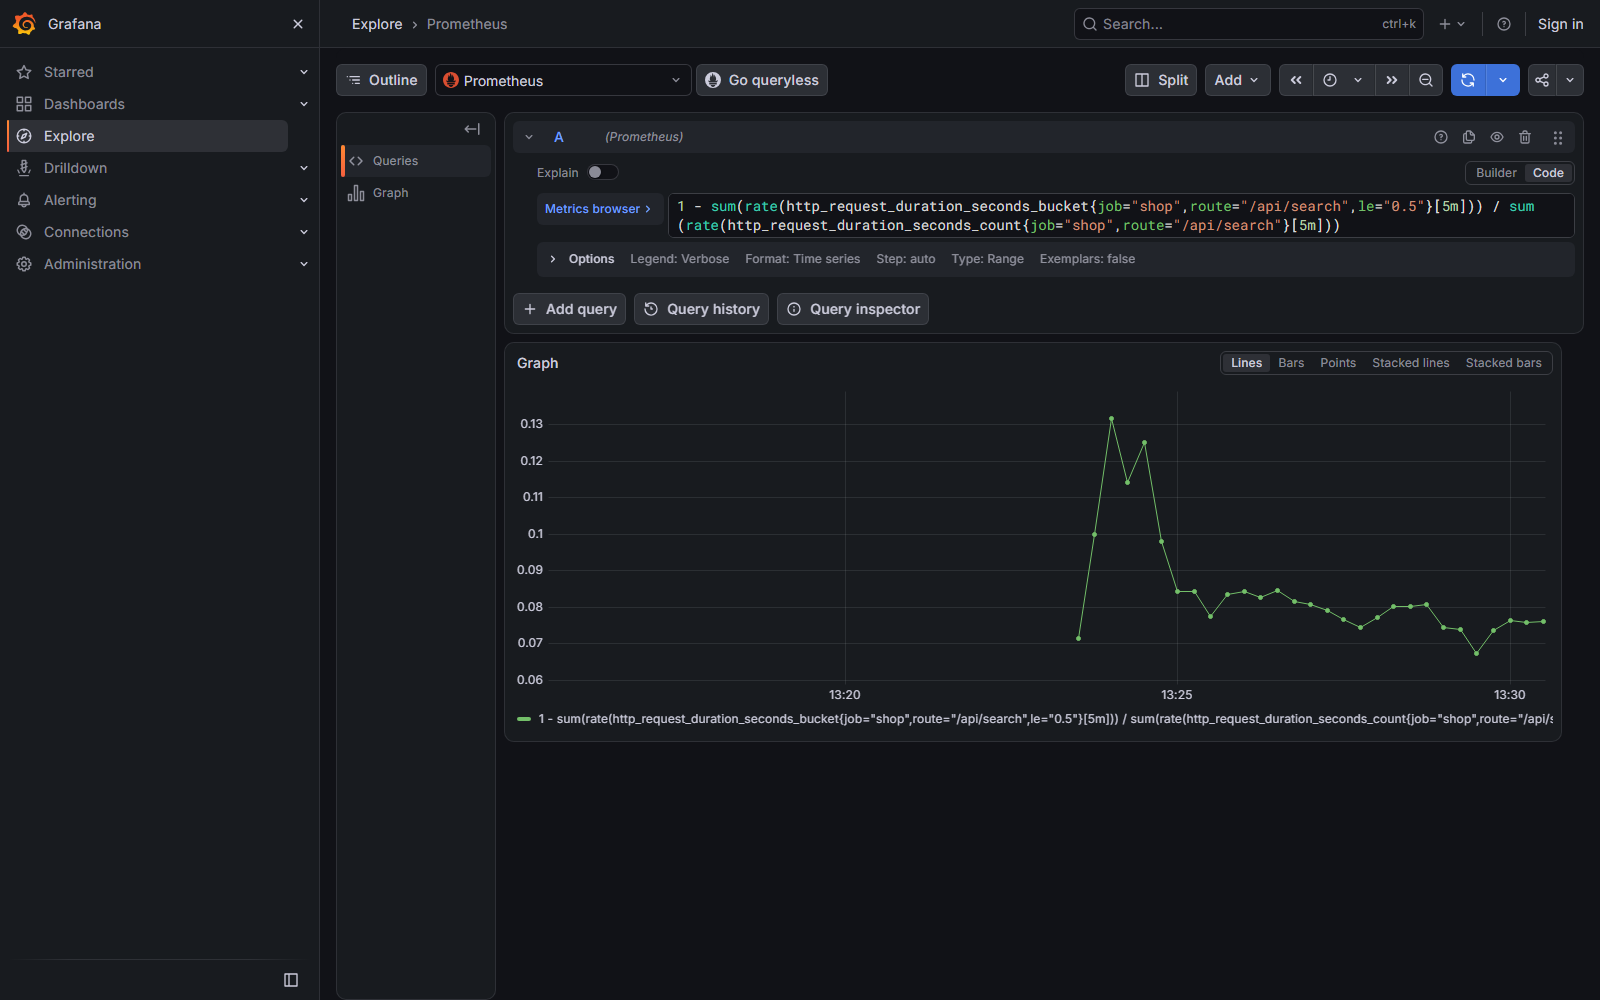 Grafana
Explore › Prometheus
Search...
ctrl+k
Sign in
Starred
Dashboards
Explore
Drilldown
Alerting
Connections
Administration
Outline
Prometheus
Go queryless
Split
Add
Queries
Graph
A
(Prometheus)
Explain
Builder
Code
Metrics browser
1 - sum(rate(http_request_duration_seconds_bucket{job="shop",route="/api/search",le="0.5"}[5m])) / sum
(rate(http_request_duration_seconds_count{job="shop",route="/api/search"}[5m]))
Options
Legend: Verbose
Format: Time series
Step: auto
Type: Range
Exemplars: false
Add query
Query history
Query inspector
Graph
Lines
Bars
Points
Stacked lines
Stacked bars
0.13
0.12
0.11
0.1
0.09
0.08
0.07
0.06
13:20
13:25
13:30
1 - sum(rate(http_request_duration_seconds_bucket{job="shop",route="/api/search",le="0.5"}[5m])) / sum(rate(http_request_duration_seconds_count{job="shop",route="/api/